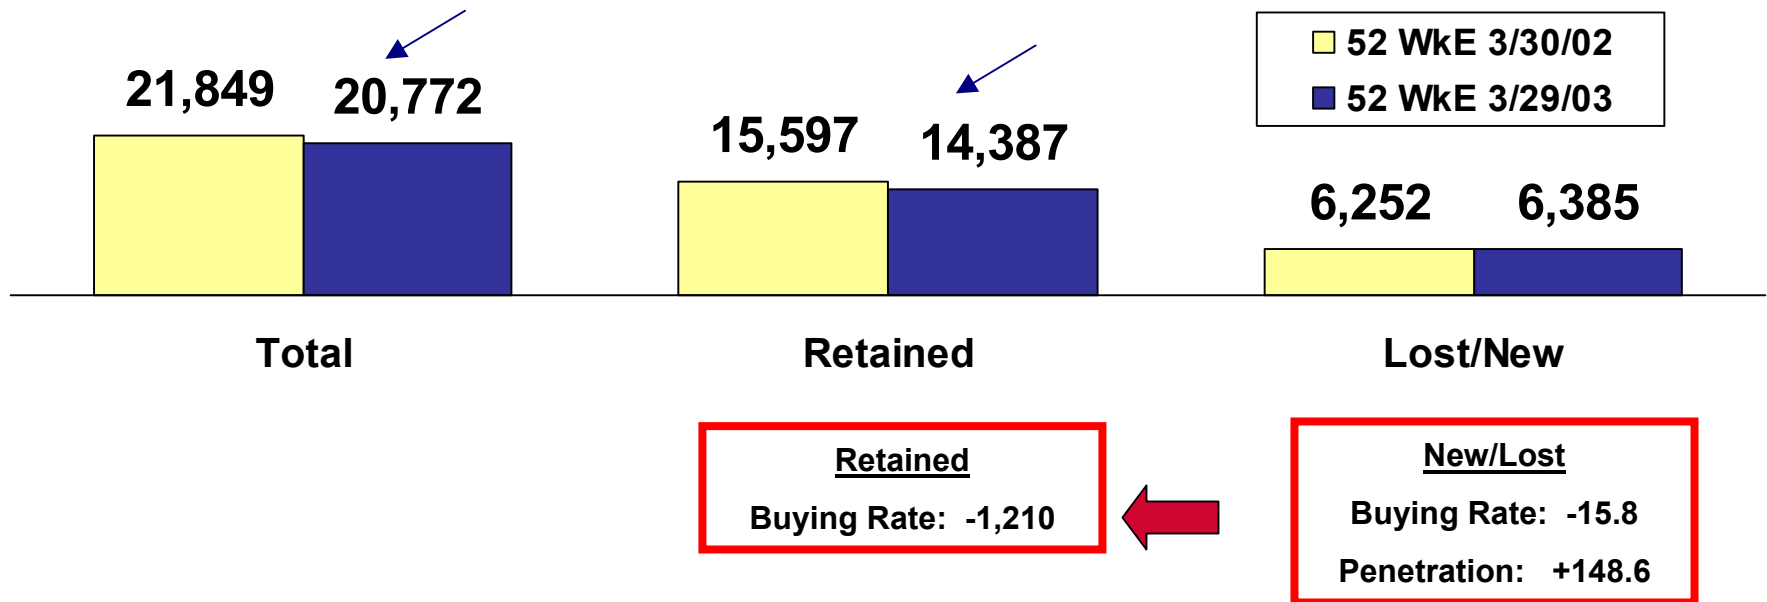 52 WkE 3/30/02
52 WkE 3/29/03
21,849
20,772
15,597
14,387
6,252
6,385
Total
Retained
Lost/New
Retained
Buying Rate: -1,210
New/Lost
Buying Rate: -15.8
Penetration: +148.6